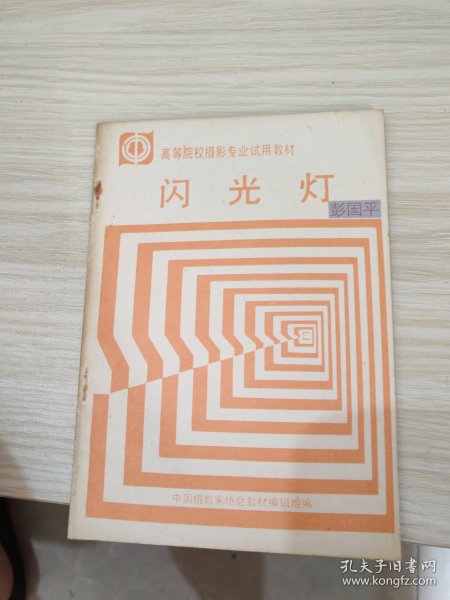 高等院校摄影专业试用教材
闪光灯
彭国平
中国摄影家协会教材编辑组编
孔夫子旧书网
www.kongfz.com